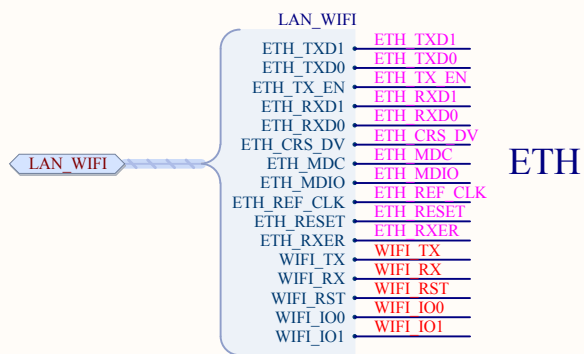 LAN_WIFI
ETH_TXD1 ETH_TXD1
ETH_TXD0 ETH_TXD0
ETH_TX_EN ETH_TX_EN
ETH_RXD1 ETH_RXD1
ETH_RXD0 ETH_RXD0
ETH_CRS_DV ETH_CRS_DV
LAN_WIFI ETH_MDC ETH_MDC ETH
ETH_MDIO ETH_MDIO
ETH_REF_CLK ETH_REF_CLK
ETH_RESET ETH_RESET
ETH_RXER ETH_RXER
WIFI_TX WIFI_TX
WIFI_RX WIFI_RX
WIFI_RST WIFI_RST
WIFI_IO0 WIFI_IO0
WIFI_IO1 WIFI_IO1